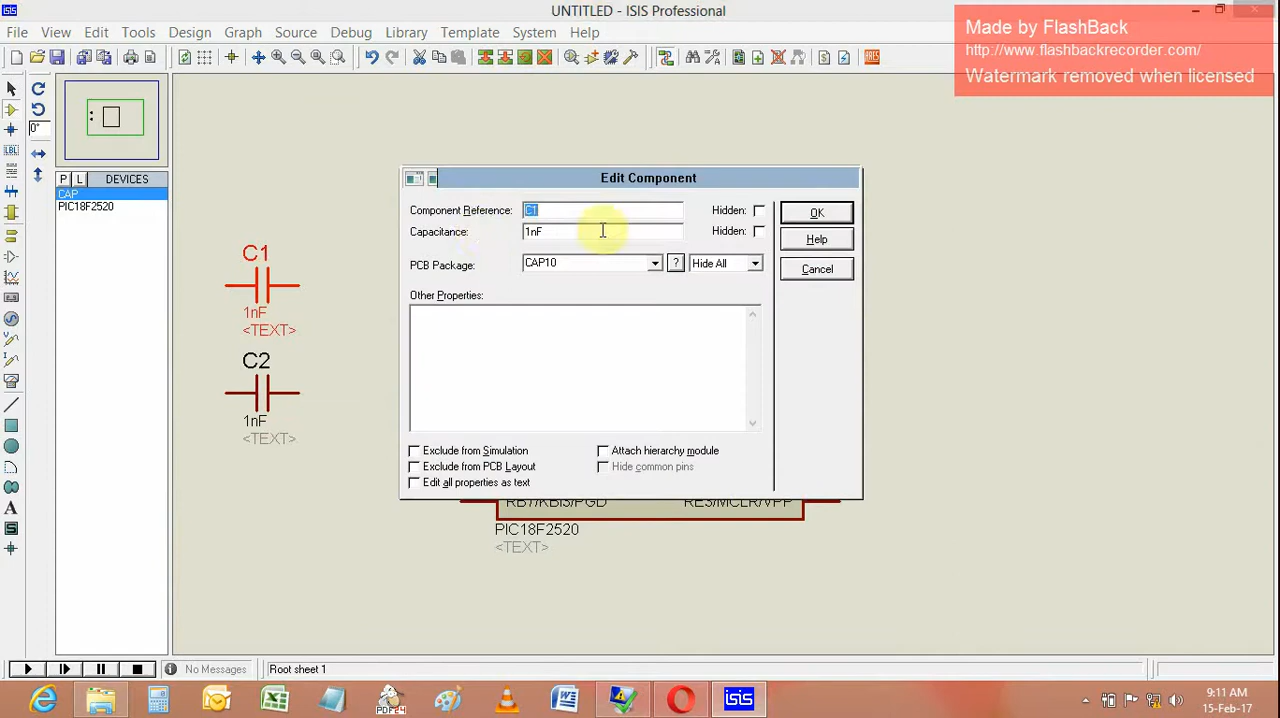 UNTITLED - ISIS Professional
File View Edit Tools Design Graph Source Debug Library Template System Help
Made by FlashBack
http://www.flashbackrecorder.com/
Watermark removed when licensed
ARES
0°
LBL
P L DEVICES
CAP
PIC18F2520
Edit Component
Component Reference: C1 Hidden:
Capacitance: 1nF Hidden:
PCB Package: CAP10 ? Hide All
Other Properties:
OK
Help
Cancel
Exclude from Simulation
Attach hierarchy module
Exclude from PCB Layout
Hide common pins
Edit all properties as text
C1
1nF
<TEXT>
C2
1nF
<TEXT>
RB7/KBI3/PGD RE3/MCLR/VPP
PIC18F2520
<TEXT>
A
S
No Messages Root sheet 1
isis
9:11 AM
15-Feb-17